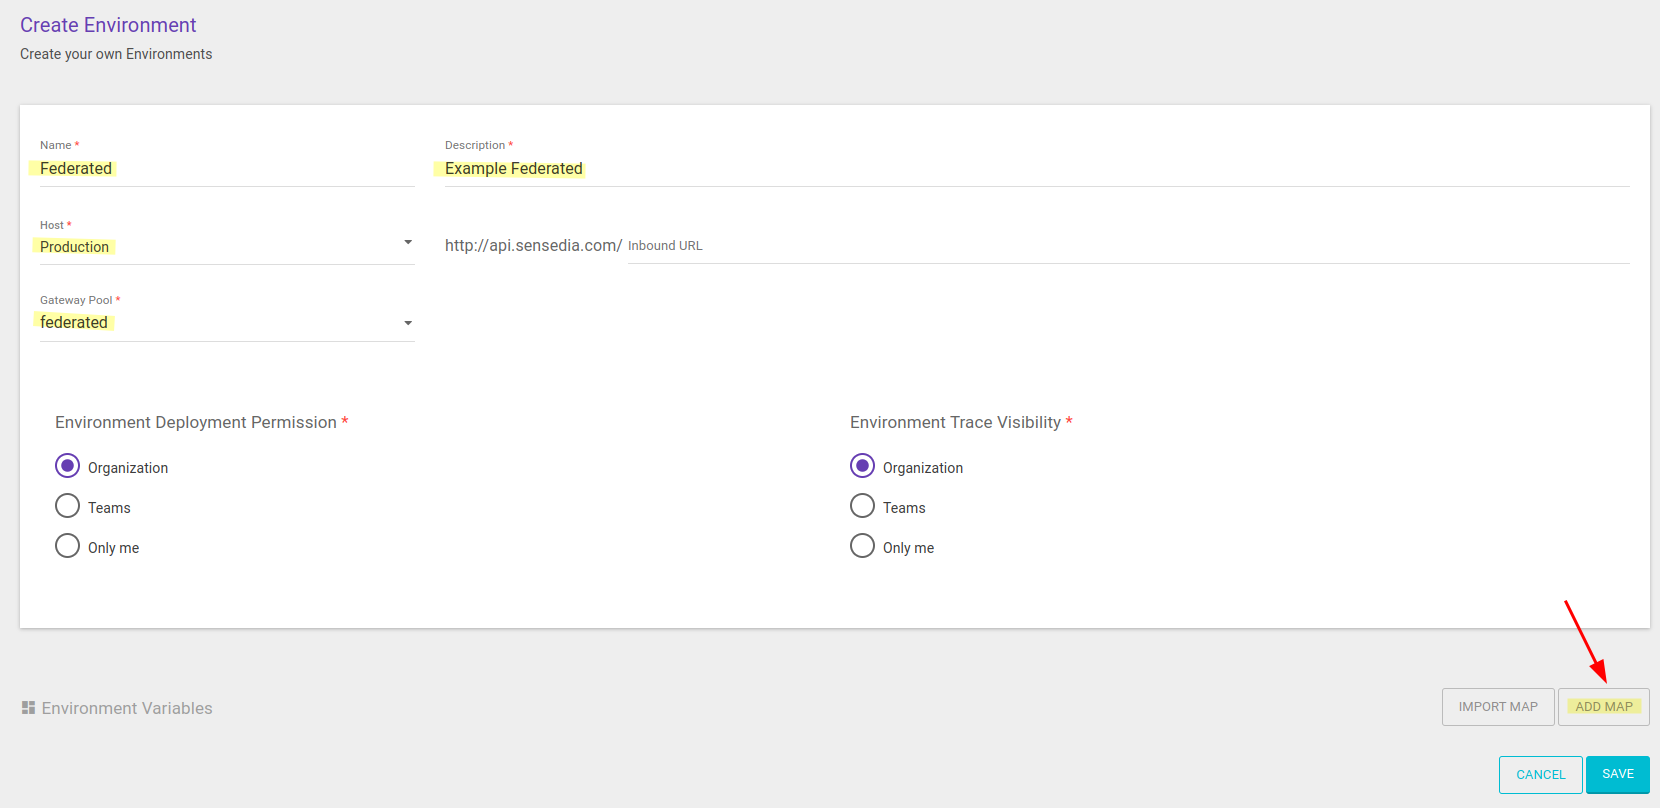 Create Environment
Create your own Environments
Name *
Description *
Federated
Example Federated
Host *
Production
http://api.sensedia.com/ Inbound URL
Gateway Pool *
federated
Environment Deployment Permission *
Environment Trace Visibility *
Organization
Organization
Teams
Teams
Only me
Only me
Environment Variables
IMPORT MAP
ADD MAP
CANCEL
SAVE